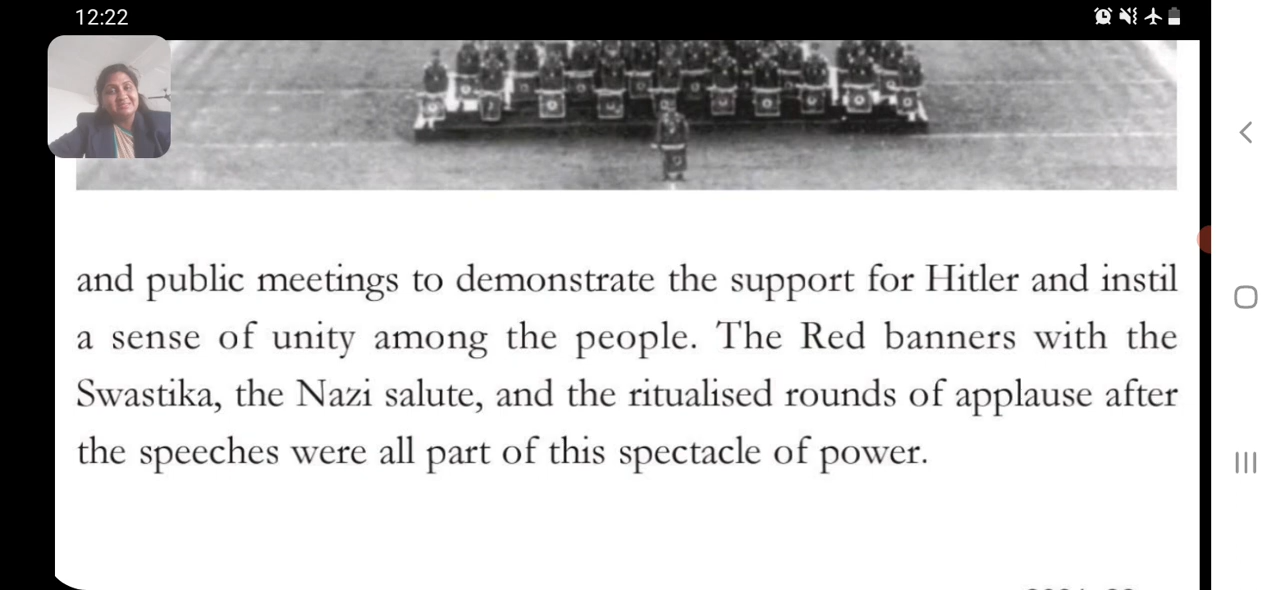 12:22
and public meetings to demonstrate the support for Hitler and instil
a sense of unity among the people. The Red banners with the
Swastika, the Nazi salute, and the ritualised rounds of applause after
the speeches were all part of this spectacle of power.